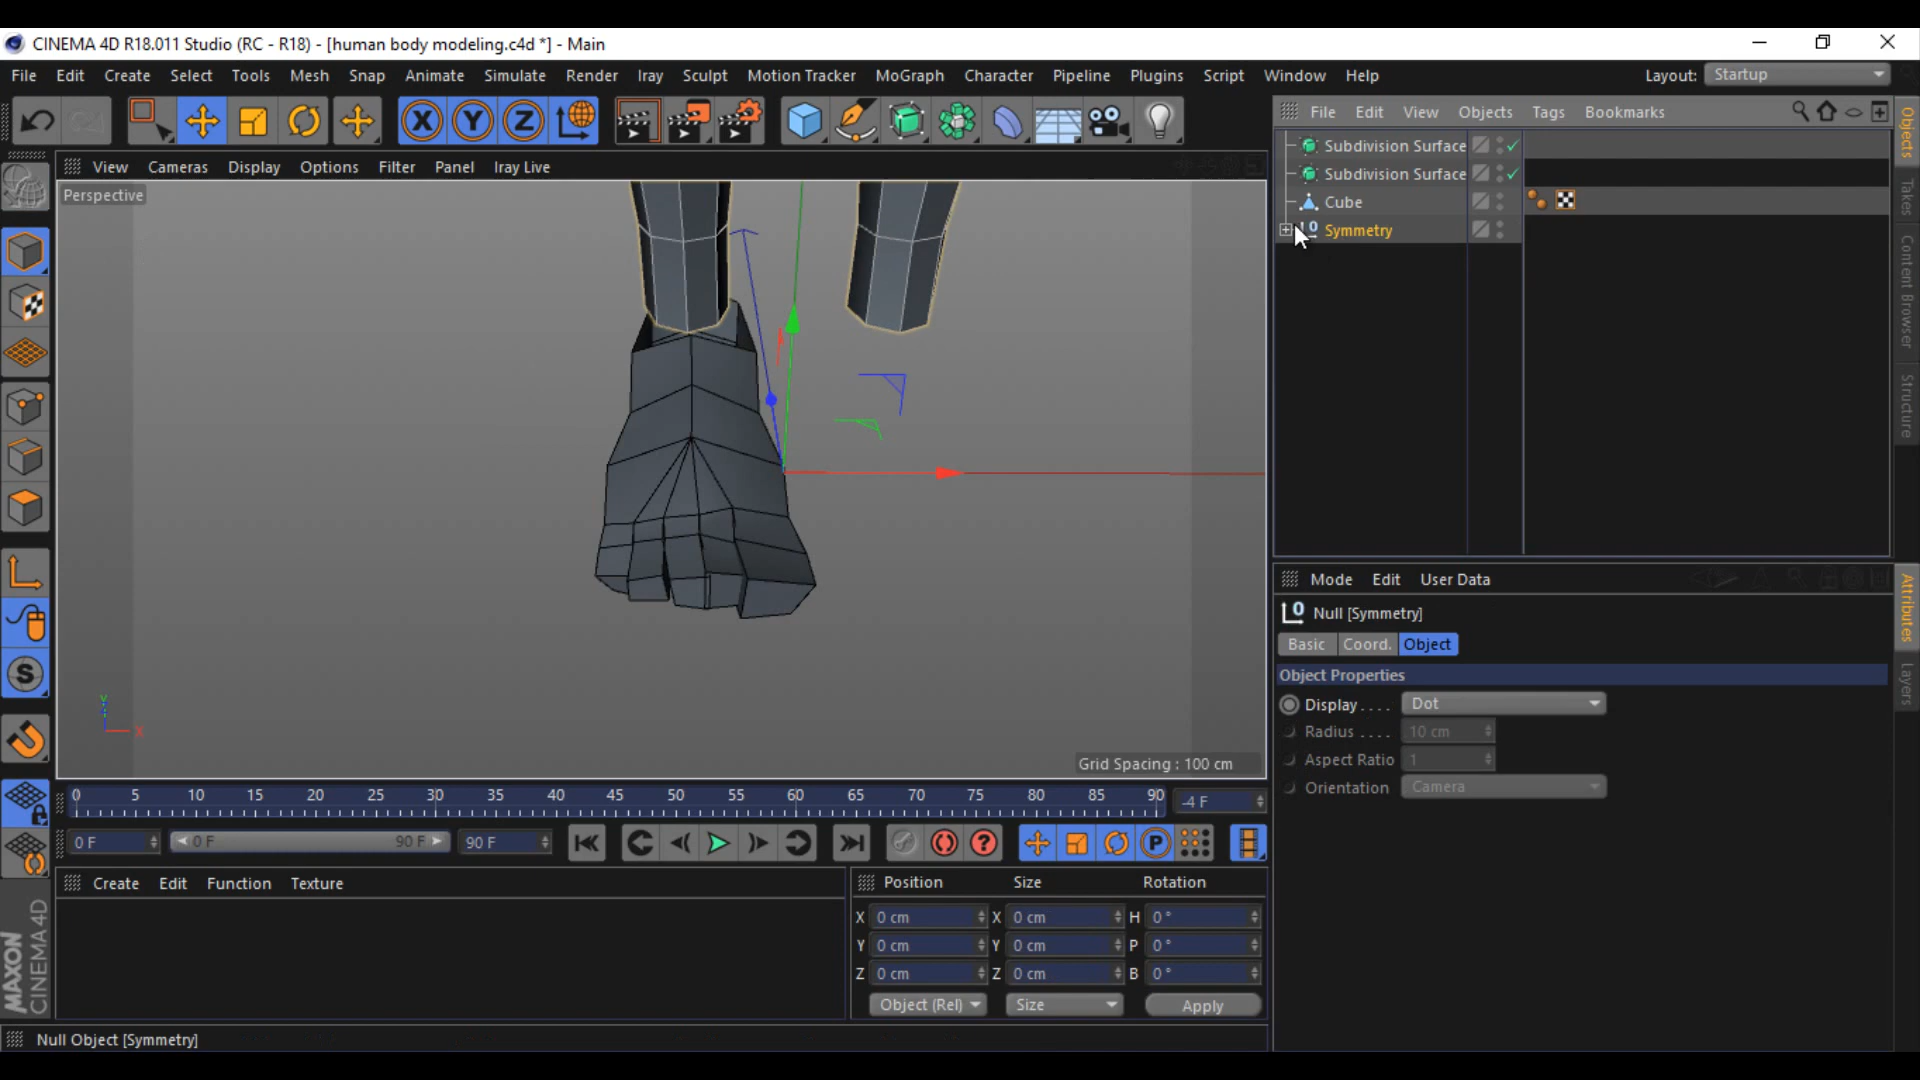 CINEMA 4D R18.011 Studio (RC - R18) - [human body modeling.c4d *] - Main
File Edit Create Select Tools Mesh Snap Animate Simulate Render Iray Sculpt Motion Tracker MoGraph Character Pipeline Plugins Script Window Help Layout: Startup
X Y Z
File Edit View Objects Tags Bookmarks
View Cameras Display Options Filter Panel Iray Live
Perspective
Subdivision Surface
Subdivision Surface
Cube
Symmetry
Objects
Takes
Content Browser
Structure
Grid Spacing : 100 cm
Mode Edit User Data
Null [Symmetry]
Basic Coord. Object
Object Properties
Display . . . . Dot
Radius . . . . 10 cm
Aspect Ratio 1
Orientation Camera
Attributes
Layers
0 5 10 15 20 25 30 35 40 45 50 55 60 65 70 75 80 85 90 -4 F
0 F 0 F 90 F 90 F
Create Edit Function Texture
Position Size Rotation
X 0 cm X 0 cm H 0 °
Y 0 cm Y 0 cm P 0 °
Z 0 cm Z 0 cm B 0 °
Object (Rel) Size Apply
MAXON
CINEMA 4D
Null Object [Symmetry]